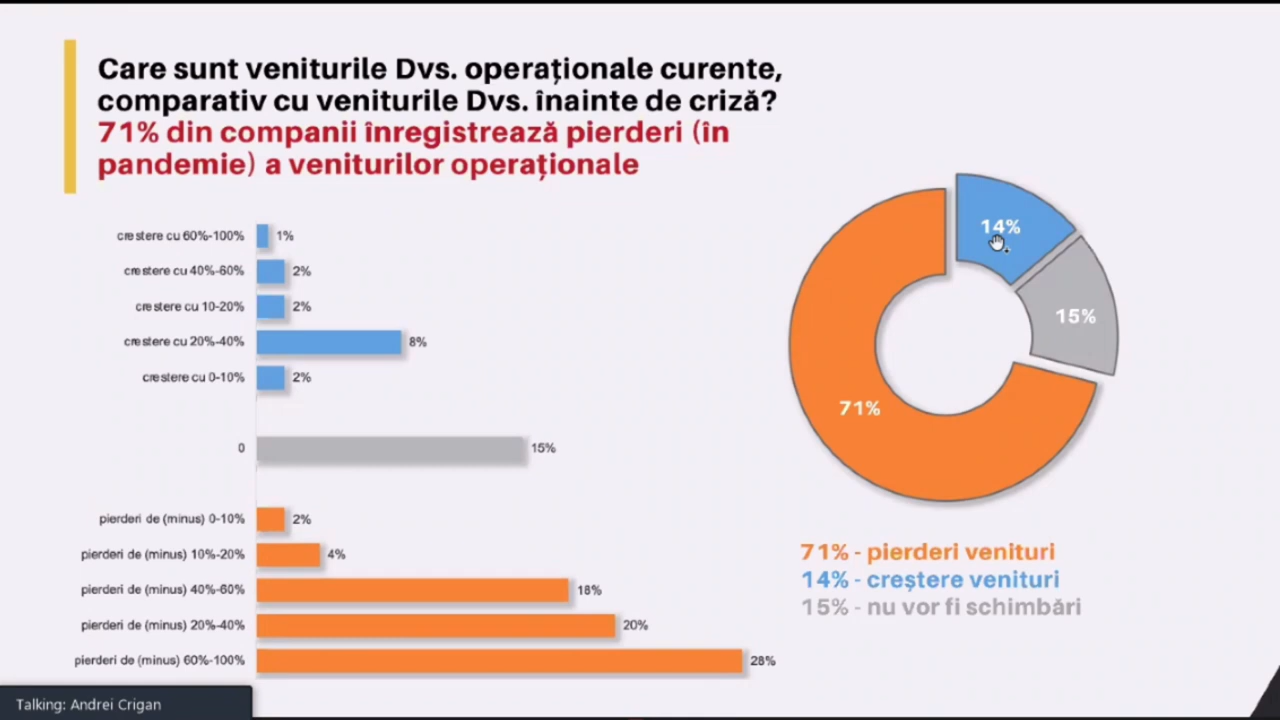 Care sunt veniturile Dvs. operaționale curente,
comparativ cu veniturile Dvs. înainte de criză?
71% din companii înregistrează pierderi (în
pandemie) a veniturilor operaționale
crestere cu 60%-100% 1%
crestere cu 40%-60% 2%
crestere cu 10-20% 2%
crestere cu 20%-40% 8%
crestere cu 0-10% 2%
0 15%
pierderi de (minus) 0-10% 2%
pierderi de (minus) 10%-20% 4%
pierderi de (minus) 40%-60% 18%
pierderi de (minus) 20%-40% 20%
pierderi de (minus) 60%-100% 28%
14%
15%
71%
71% - pierderi venituri
14% - creștere venituri
15% - nu vor fi schimbări
Talking: Andrei Crigan